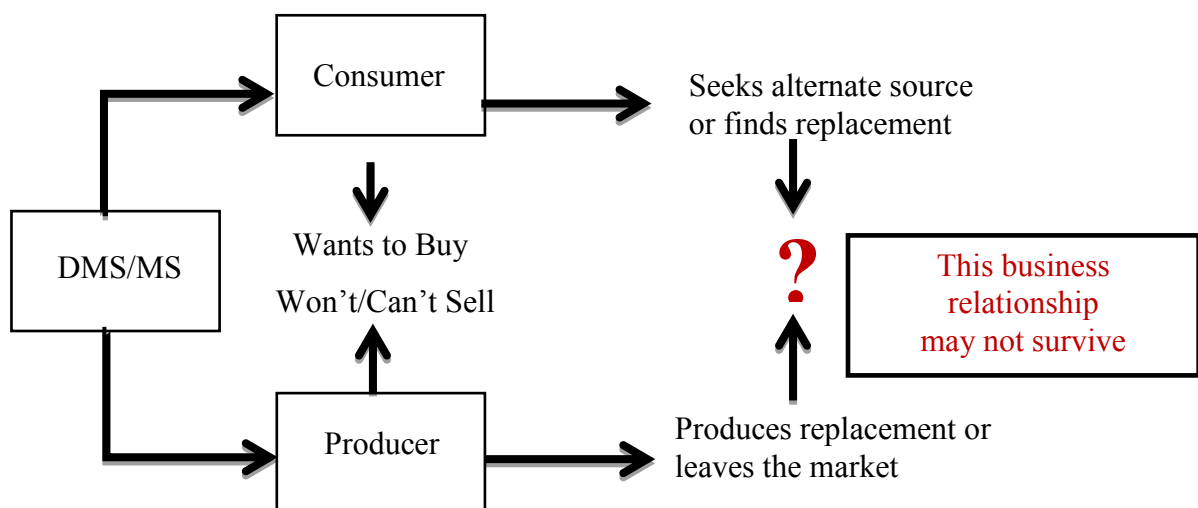 Consumer
Seeks alternate source
or finds replacement
DMS/MS
Wants to Buy
Won’t/Can’t Sell
?
This business
relationship
may not survive
Producer
Produces replacement or
leaves the market